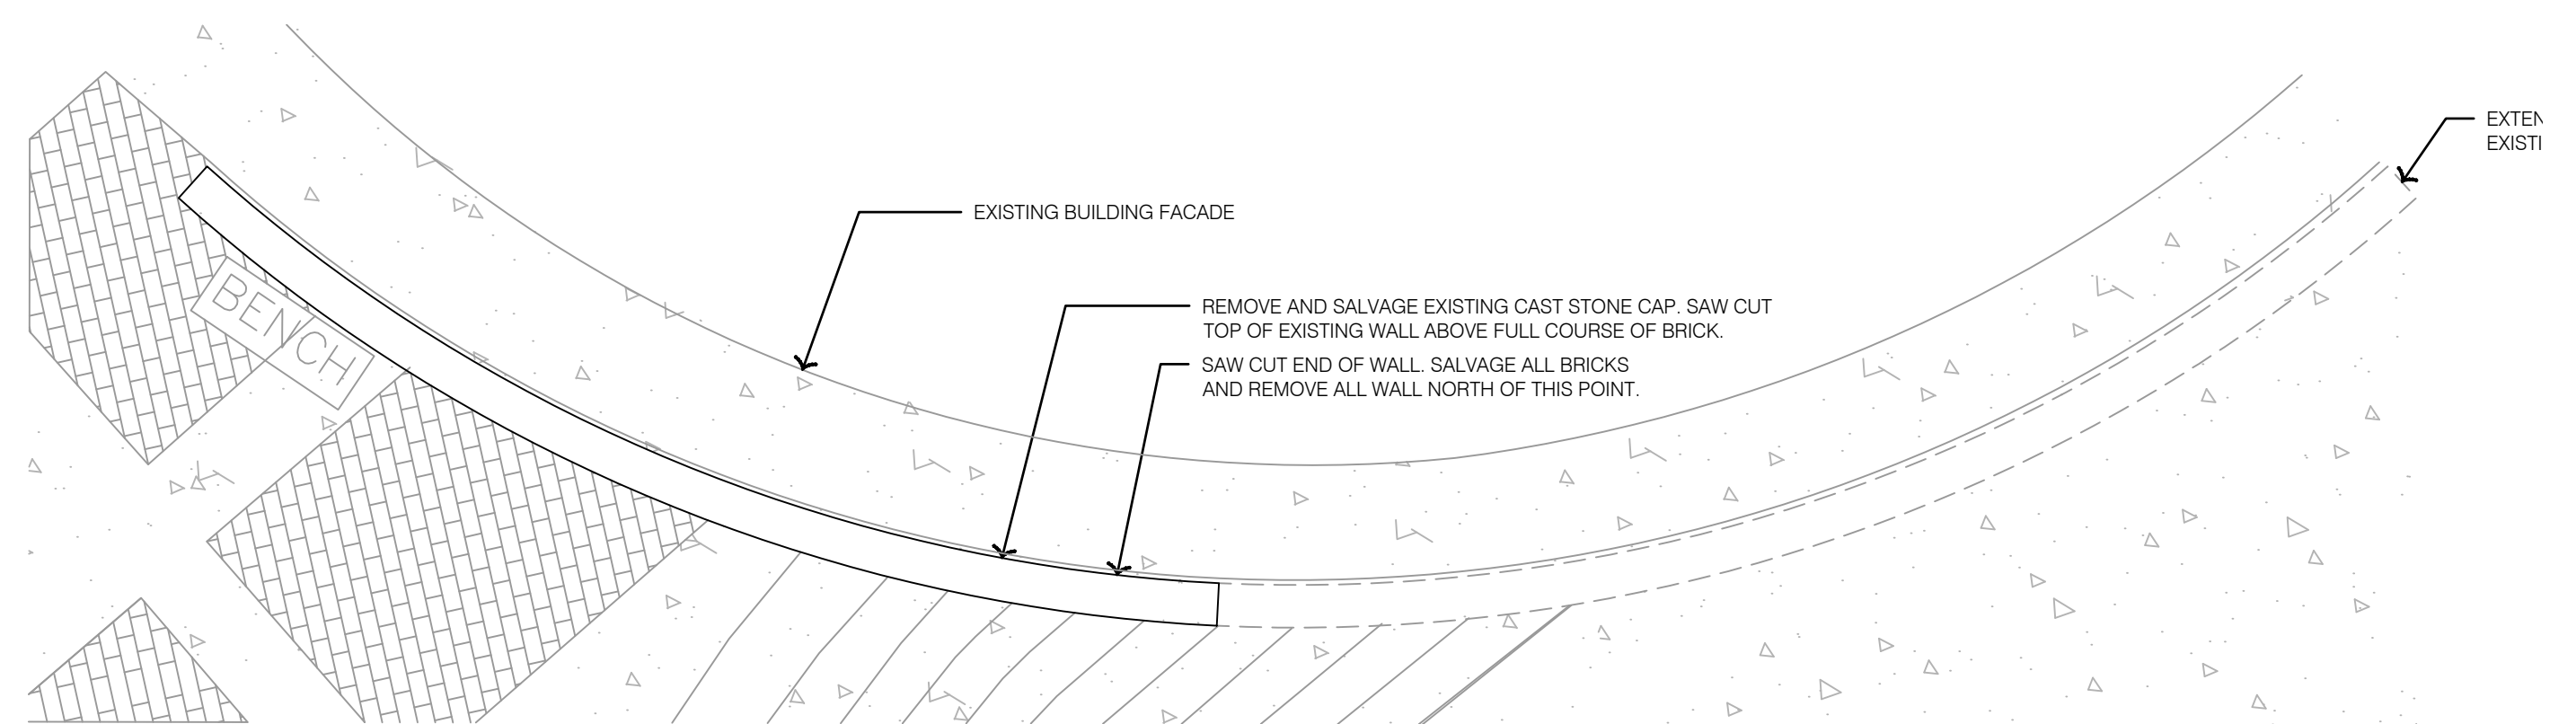 EXISTING BUILDING FACADE
REMOVE AND SALVAGE EXISTING CAST STONE CAP. SAW CUT
TOP OF EXISTING WALL ABOVE FULL COURSE OF BRICK.
SAW CUT END OF WALL. SALVAGE ALL BRICKS
AND REMOVE ALL WALL NORTH OF THIS POINT.
BENCH